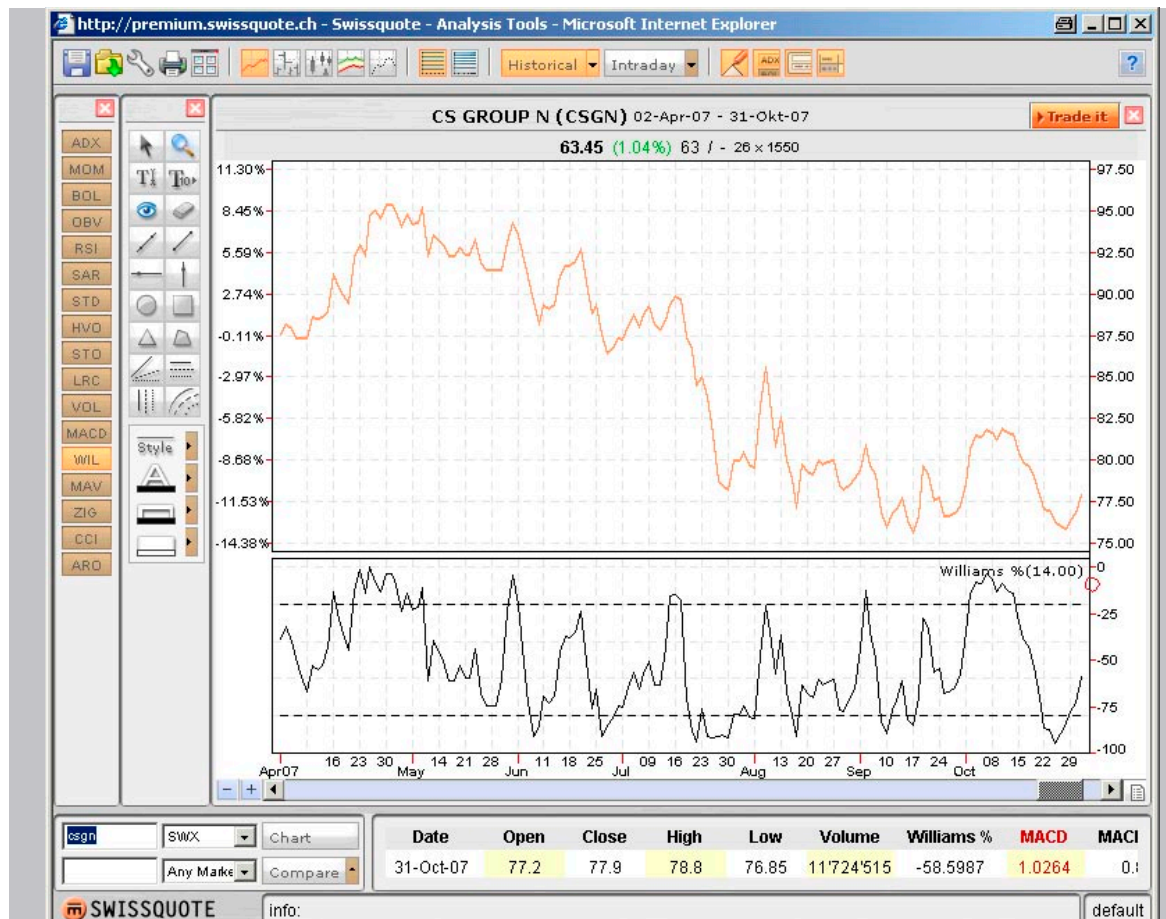 http://premium.swissquote.ch - Swissquote - Analysis Tools - Microsoft Internet Explorer
Historical Intraday ADX ?
CS GROUP N (CSGN) 02-Apr-07 - 31-Okt-07
Trade it
63.45 (1.04%) 63 / - 26 x 1550
ADX
MOM
BOL
OBV
RSI
SAR
STD
HVO
STO
LRC
VOL
MACD
WIL
MAV
ZIG
CCI
ARO
Style
11.30%
8.45%
5.59%
2.74%
-0.11%
-2.97%
-5.82%
-8.68%
-11.53%
-14.38%
97.50
95.00
92.50
90.00
87.50
85.00
82.50
80.00
77.50
75.00
Williams %(14.00)
0
-25
-50
-75
-100
16 23 30 14 21 28 11 18 25 09 16 23 30 13 20 27 10 17 24 08 15 22 29
Apr07 May Jun Jul Aug Sep Oct
csgn SWX Chart
Any Marke Compare
Date Open Close High Low Volume Williams % MACD MACI
31-Oct-07 77.2 77.9 78.8 76.85 11'724'515 -58.5987 1.0264
SWISSQUOTE info: default